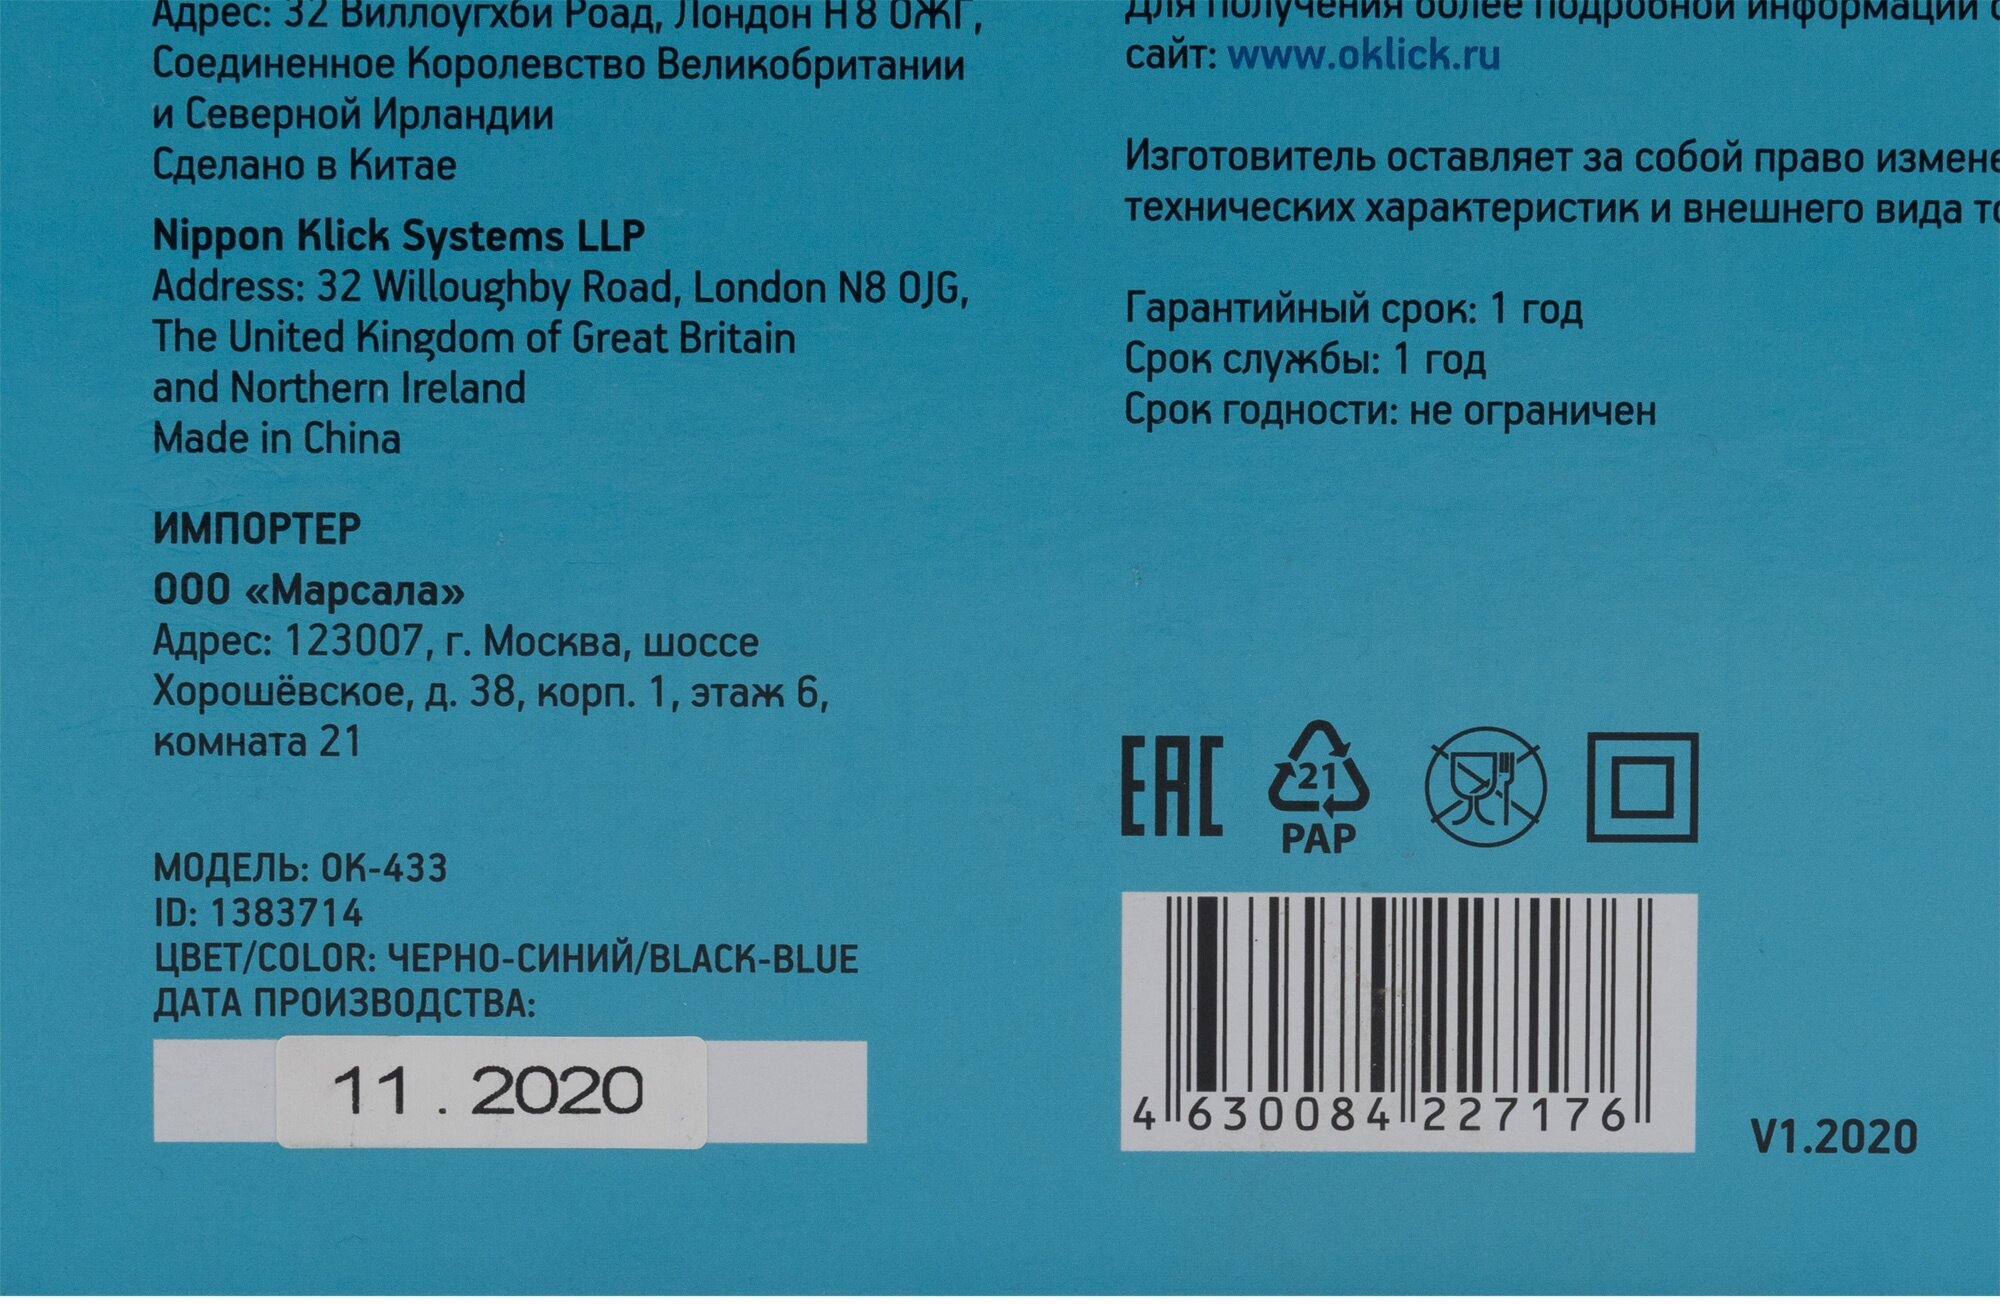 Адрес: 32 Виллоугхби Роад, Лондон Н8 0ЖГ,
Соединенное Королевство Великобритании
и Северной Ирландии
Сделано в Китае
Nippon Klick Systems LLP
Address: 32 Willoughby Road, London N8 0JG,
The United Kingdom of Great Britain
and Northern Ireland
Made in China
ИМПОРТЕР
ООО «Марсала»
Адрес: 123007, г. Москва, шоссе
Хорошёвское, д. 38, корп. 1, этаж 6,
комната 21
МОДЕЛЬ: OK-433
ID: 1383714
ЦВЕТ/COLOR: ЧЕРНО-СИНИЙ/BLACK-BLUE
ДАТА ПРОИЗВОДСТВА:
11.2020
Для получения более подробной информации
сайт: www.oklick.ru
Изготовитель оставляет за собой право
технических характеристик и внешнего вида
Гарантийный срок: 1 год
Срок службы: 1 год
Срок годности: не ограничен
EAC
21
PAP
4 630084 227176
V1.2020